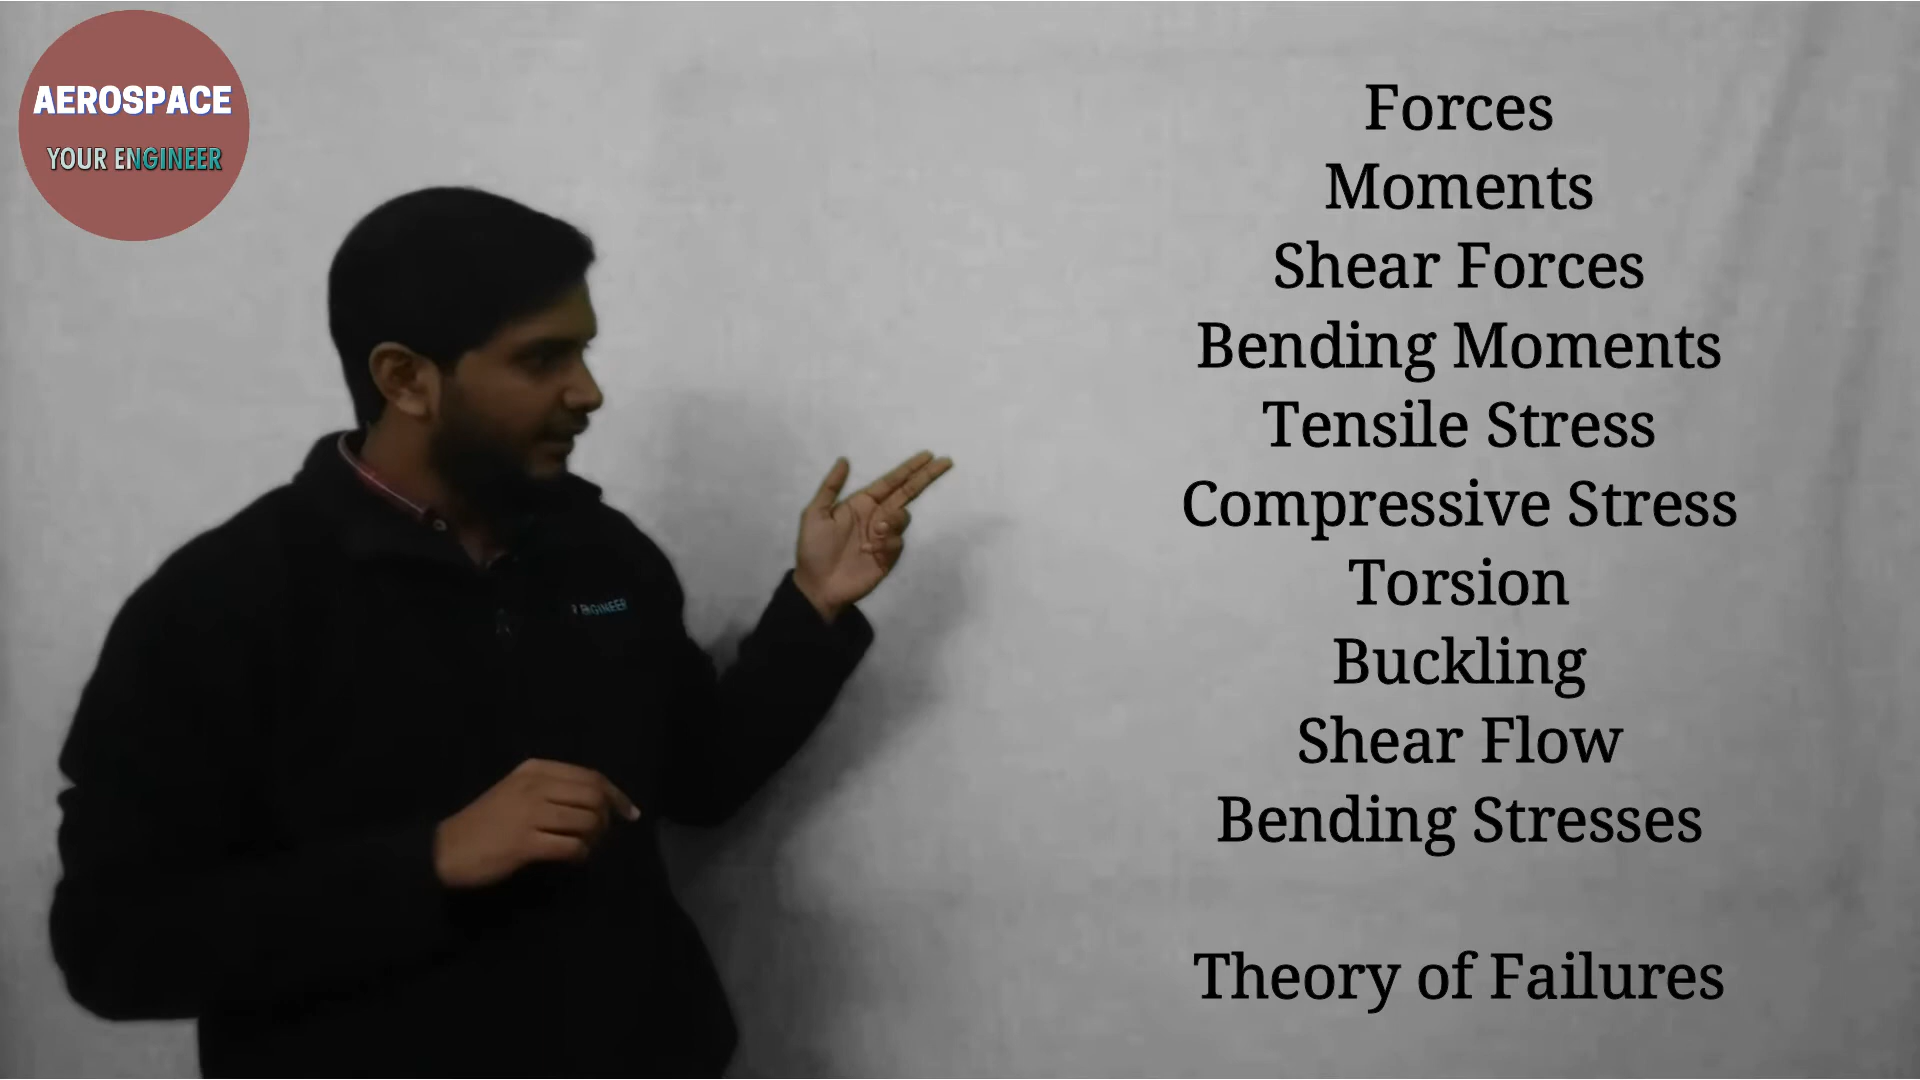 AEROSPACE
YOUR ENGINEER
Forces
Moments
Shear Forces
Bending Moments
Tensile Stress
Compressive Stress
Torsion
Buckling
Shear Flow
Bending Stresses
Theory of Failures
ENGINEER